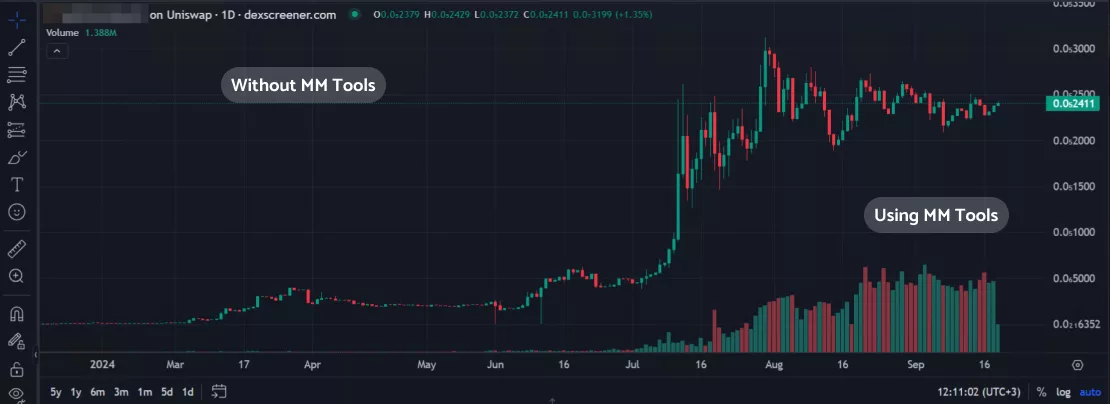 on Uniswap · 1D · dexscreener.com O0.0₅2379 H0.0₅2429 L0.0₅2372 C0.0₅2411 0.0₇3199 (+1.35%)
Volume 1.388M
Without MM Tools
Using MM Tools
0.0₅3500
0.0₅3000
0.0₅2500
0.0₅2411
0.0₅2000
0.0₅1500
0.0₅1000
0.0₆5000
0.0₇16352
2024 Mar 17 Apr May Jun 16 Jul 16 Aug 16 Sep 16
5y 1y 6m 3m 1m 5d 1d
12:11:02 (UTC+3) % log auto